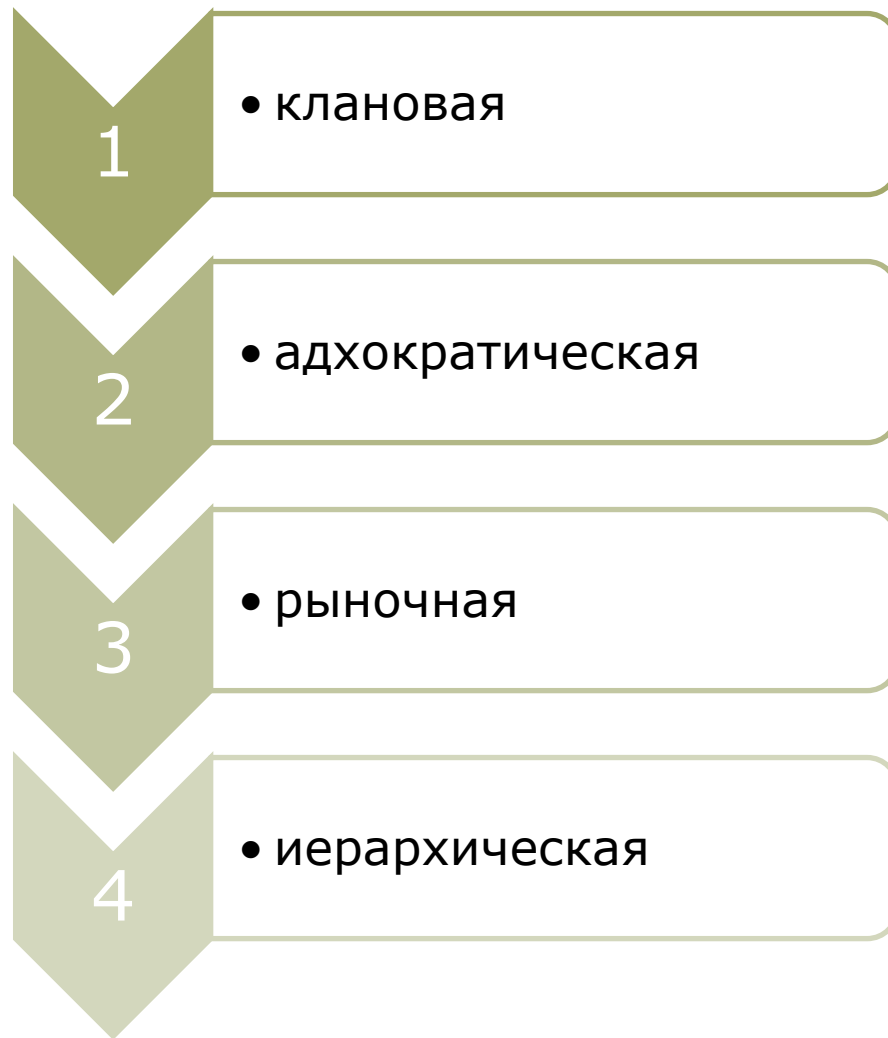 1
• клановая
2
• адхократическая
3
• рыночная
4
• иерархическая